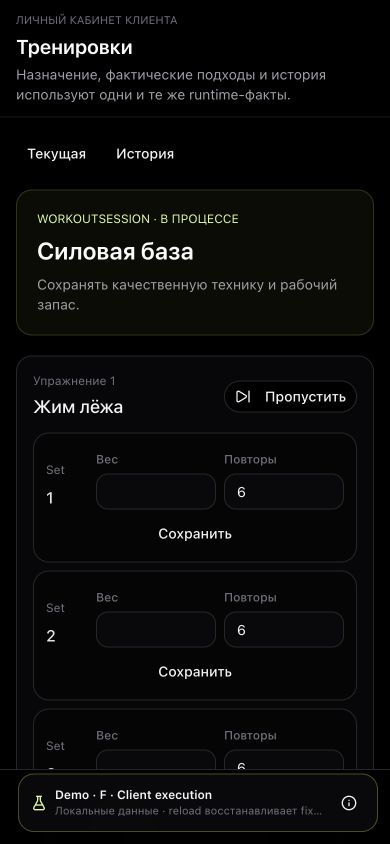 ЛИЧНЫЙ КАБИНЕТ КЛИЕНТА
Тренировки
Назначение, фактические подходы и история
используют одни и те же runtime-факты.
Текущая История
WORKOUTSESSION · В ПРОЦЕССЕ
Силовая база
Сохранять качественную технику и рабочий
запас.
Упражнение 1
Жим лёжа
Пропустить
Set
1
Вес
Повторы
6
Сохранить
Set
2
Вес
Повторы
6
Сохранить
Set
Вес
Повторы
6
Demo · F · Client execution
Локальные данные · reload восстанавливает fix...